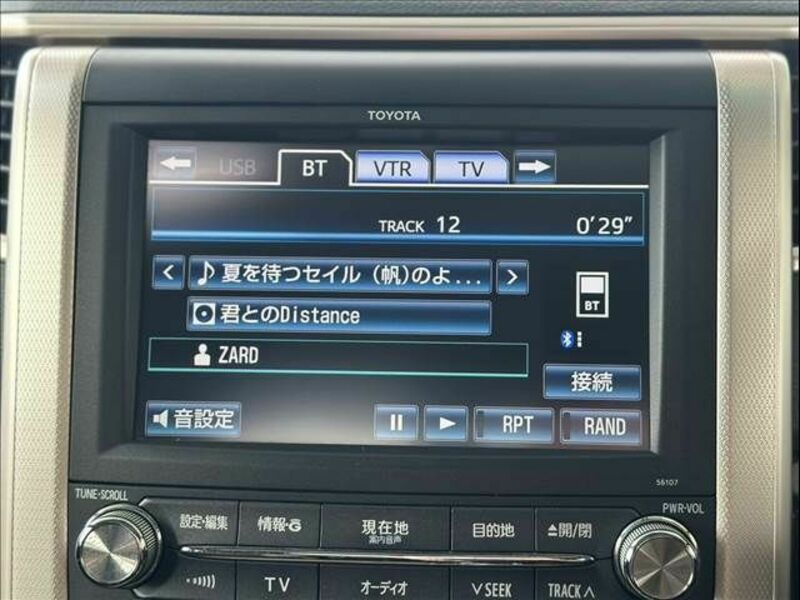 TOYOTA
USB BT VTR TV
TRACK 12 0'29"
夏を待つセイル(帆)のよ...
君とのDistance
BT
ZARD
接続
音設定 RPT RAND
56107
TUNE・SCROLL PWR・VOL
設定・編集 情報・G 現在地 目的地 開/閉
案内音声
TV オーディオ ∨SEEK TRACK∧